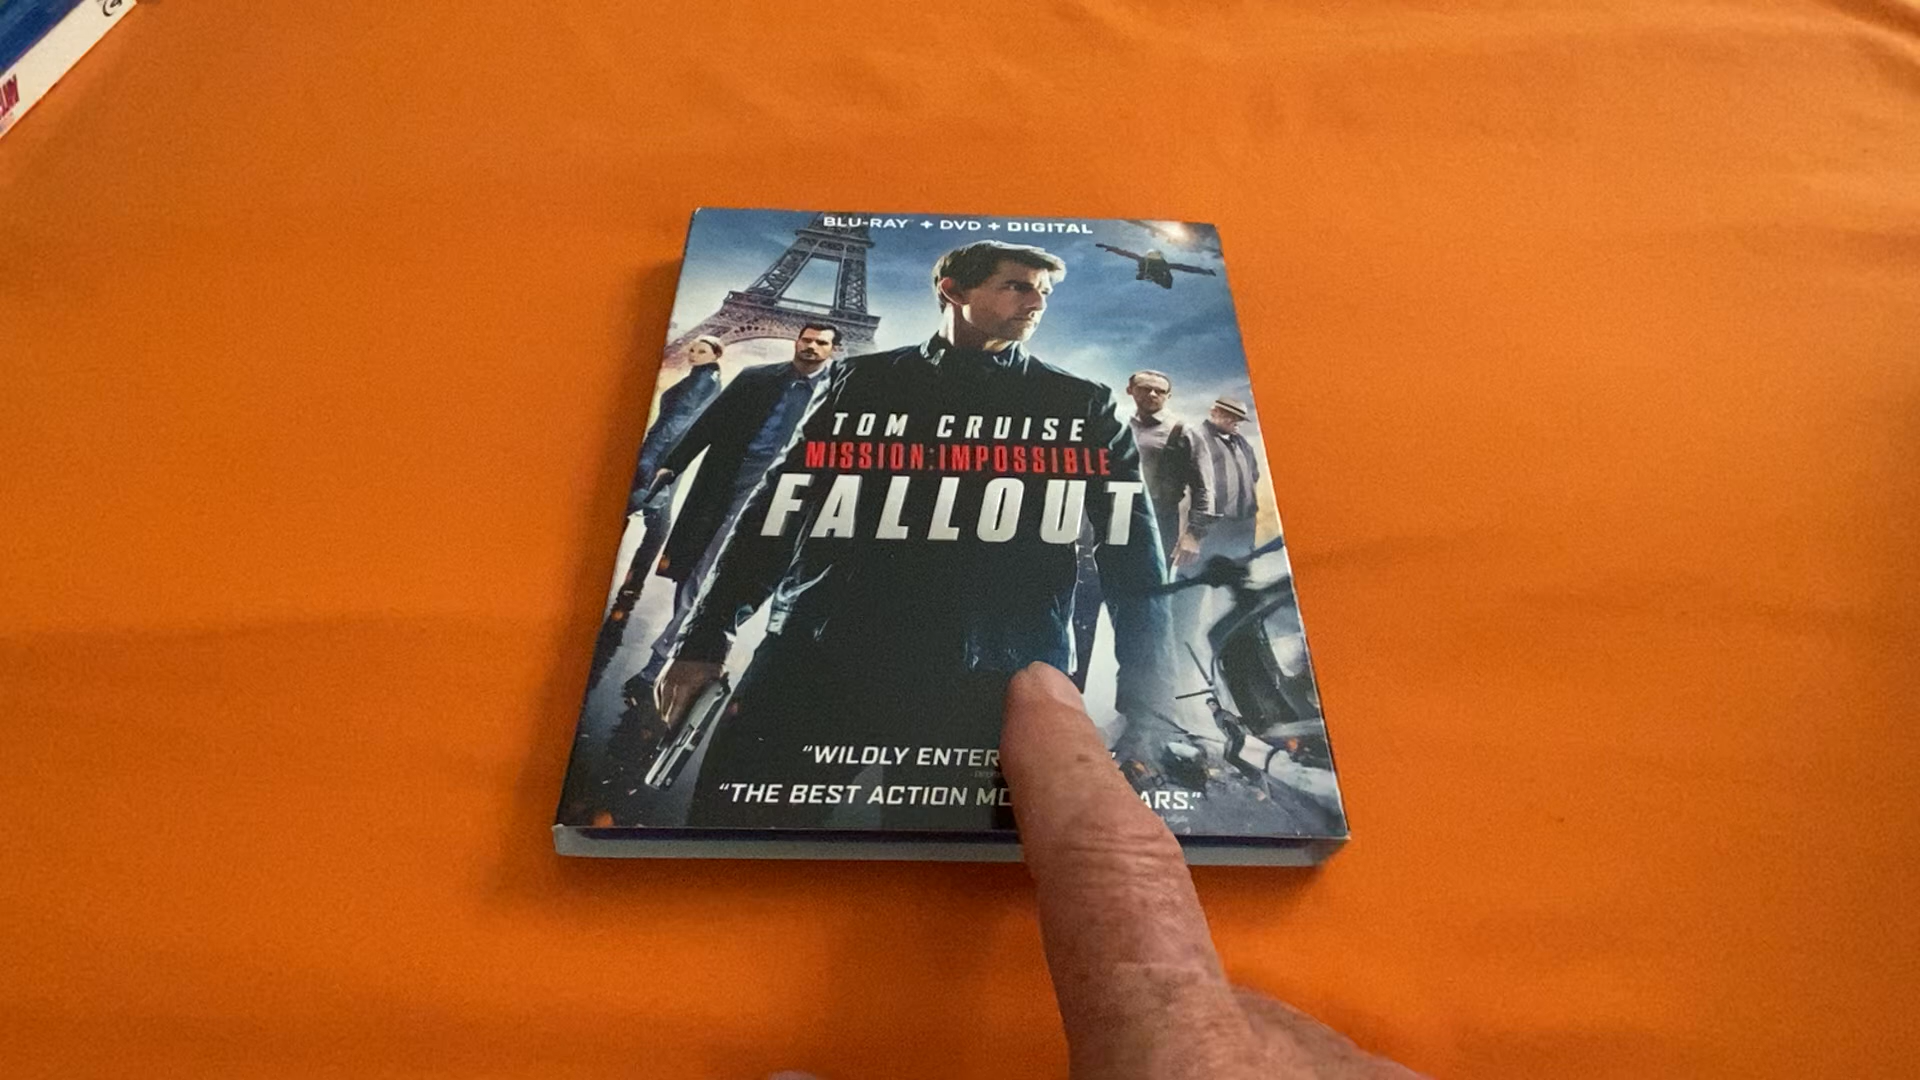 BLU-RAY + DVD + DIGITAL
TOM CRUISE
MISSION:IMPOSSIBLE
FALLOUT
“WILDLY ENTER
“THE BEST ACTION MO ARS.”